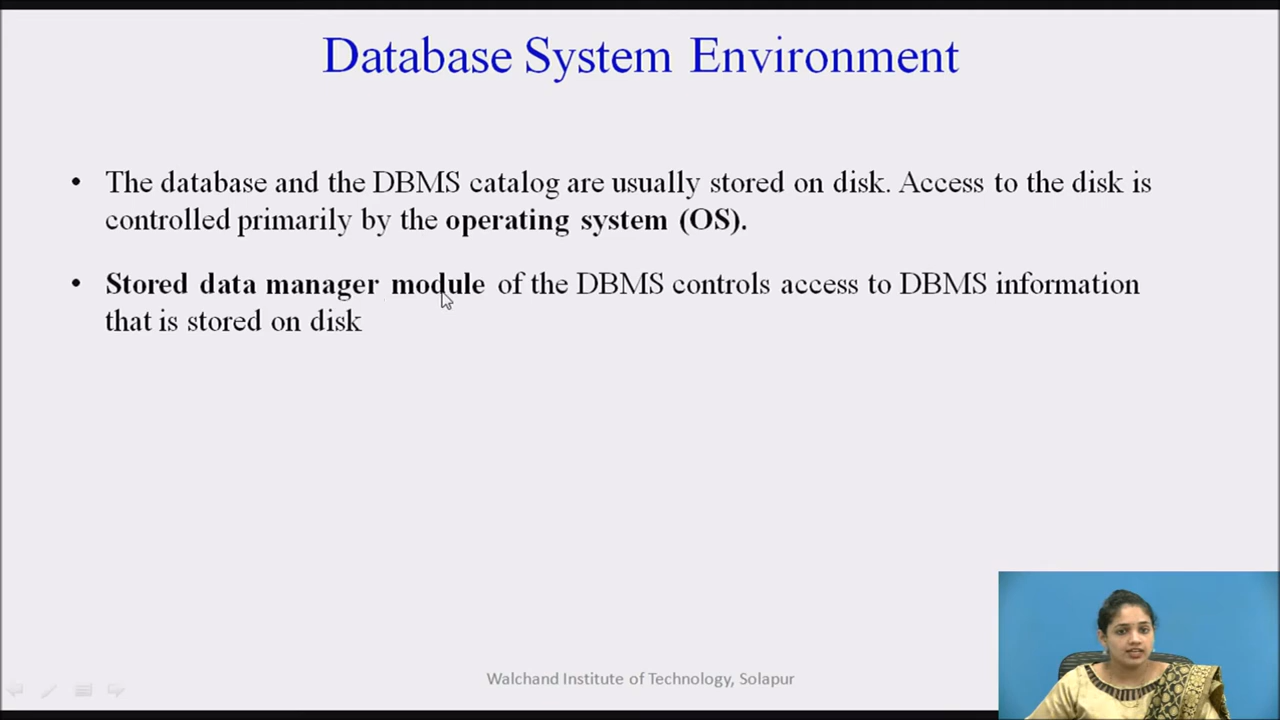 Database System Environment
• The database and the DBMS catalog are usually stored on disk. Access to the disk is
controlled primarily by the operating system (OS).
• Stored data manager module of the DBMS controls access to DBMS information
that is stored on disk
Walchand Institute of Technology, Solapur